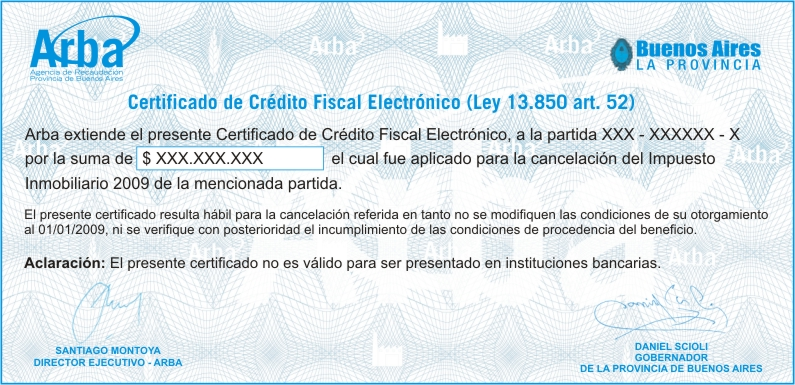 Arba
Agencia de Recaudación
Provincia de Buenos Aires
Buenos Aires
LA PROVINCIA
Certificado de Crédito Fiscal Electrónico (Ley 13.850 art. 52)
Arba extiende el presente Certificado de Crédito Fiscal Electrónico, a la partida XXX - XXXXXX - X
por la suma de $ XXX.XXX.XXX el cual fue aplicado para la cancelación del Impuesto
Inmobiliario 2009 de la mencionada partida.
El presente certificado resulta hábil para la cancelación referida en tanto no se modifiquen las condiciones de su otorgamiento
al 01/01/2009, ni se verifique con posterioridad el incumplimiento de las condiciones de procedencia del beneficio.
Aclaración: El presente certificado no es válido para ser presentado en instituciones bancarias.
SANTIAGO MONTOYA
DIRECTOR EJECUTIVO - ARBA
DANIEL SCIOLI
GOBERNADOR
DE LA PROVINCIA DE BUENOS AIRES